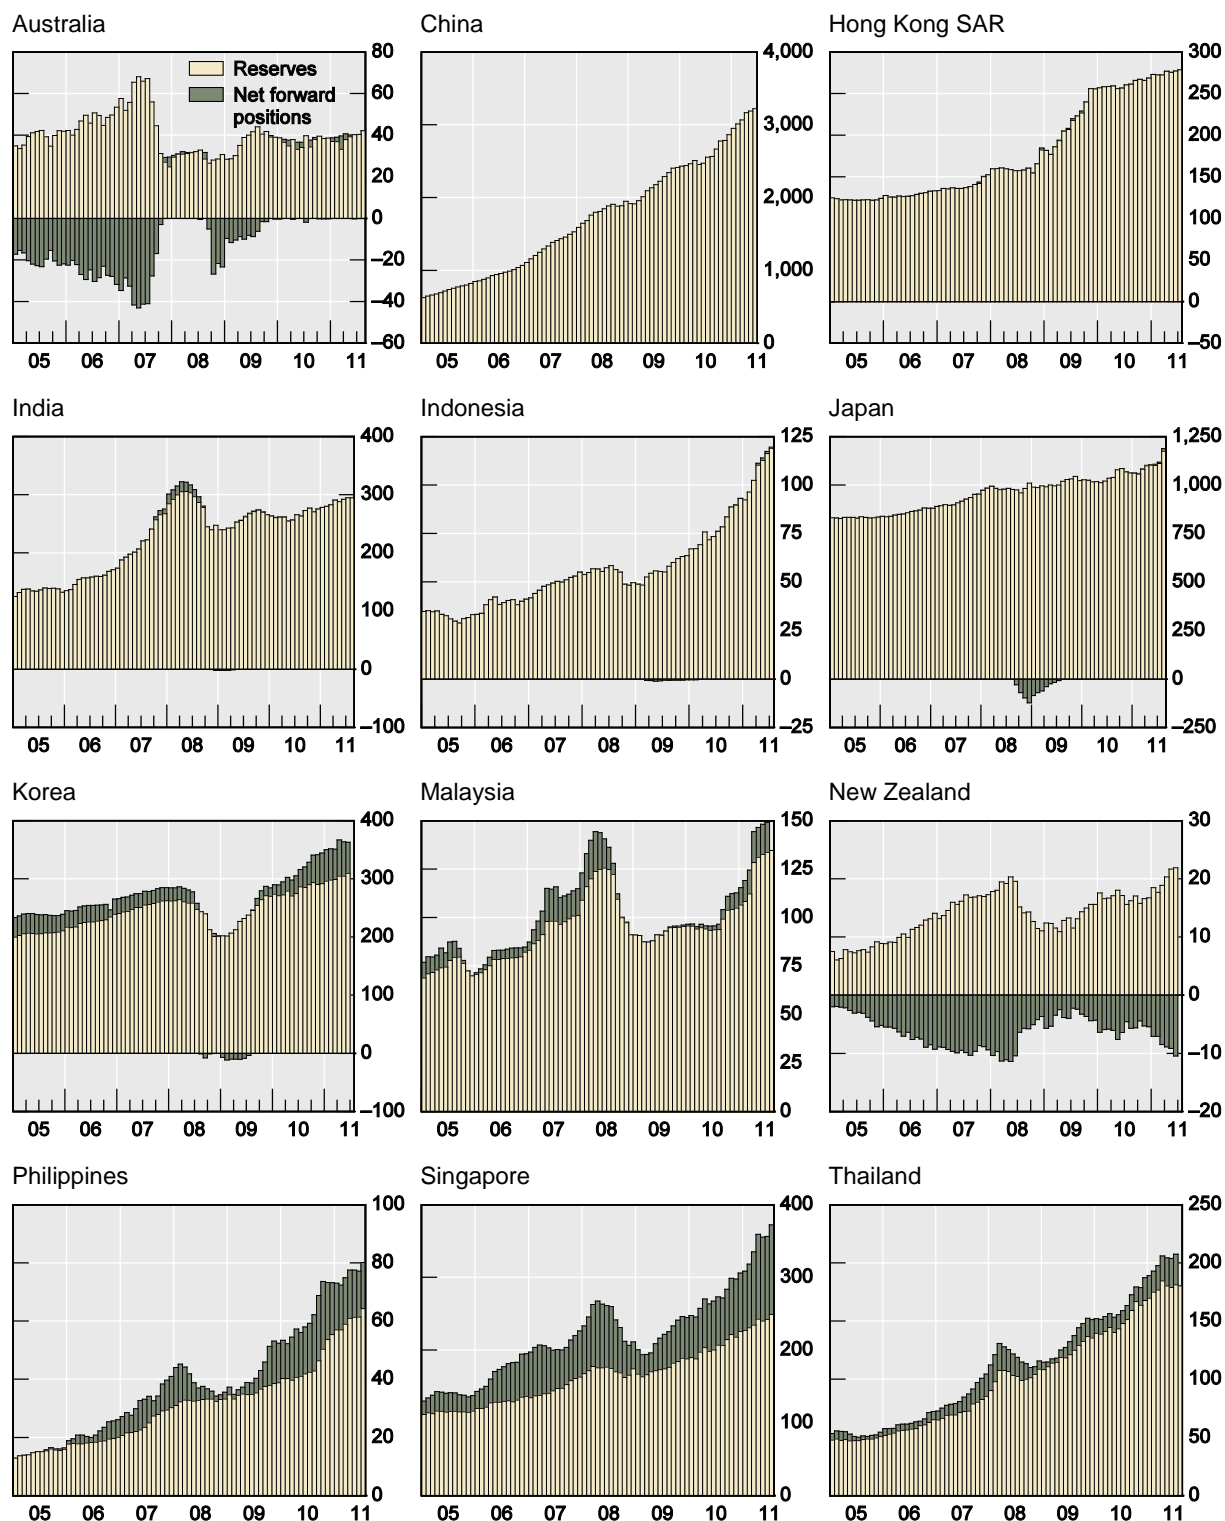 Australia
China
Hong Kong SAR
Reserves
Net forward
positions
80
60
40
20
0
–20
–40
–60
05 06 07 08 09 10 11
4,000
3,000
2,000
1,000
0
05 06 07 08 09 10 11
300
250
200
150
100
50
0
–50
05 06 07 08 09 10 11
India
Indonesia
Japan
400
300
200
100
0
–100
05 06 07 08 09 10 11
125
100
75
50
25
0
–25
05 06 07 08 09 10 11
1,250
1,000
750
500
250
0
–250
05 06 07 08 09 10 11
Korea
Malaysia
New Zealand
400
300
200
100
0
–100
05 06 07 08 09 10 11
150
125
100
75
50
25
0
05 06 07 08 09 10 11
30
20
10
0
–10
–20
05 06 07 08 09 10 11
Philippines
Singapore
Thailand
100
80
60
40
20
0
05 06 07 08 09 10 11
400
300
200
100
0
05 06 07 08 09 10 11
250
200
150
100
50
0
05 06 07 08 09 10 11